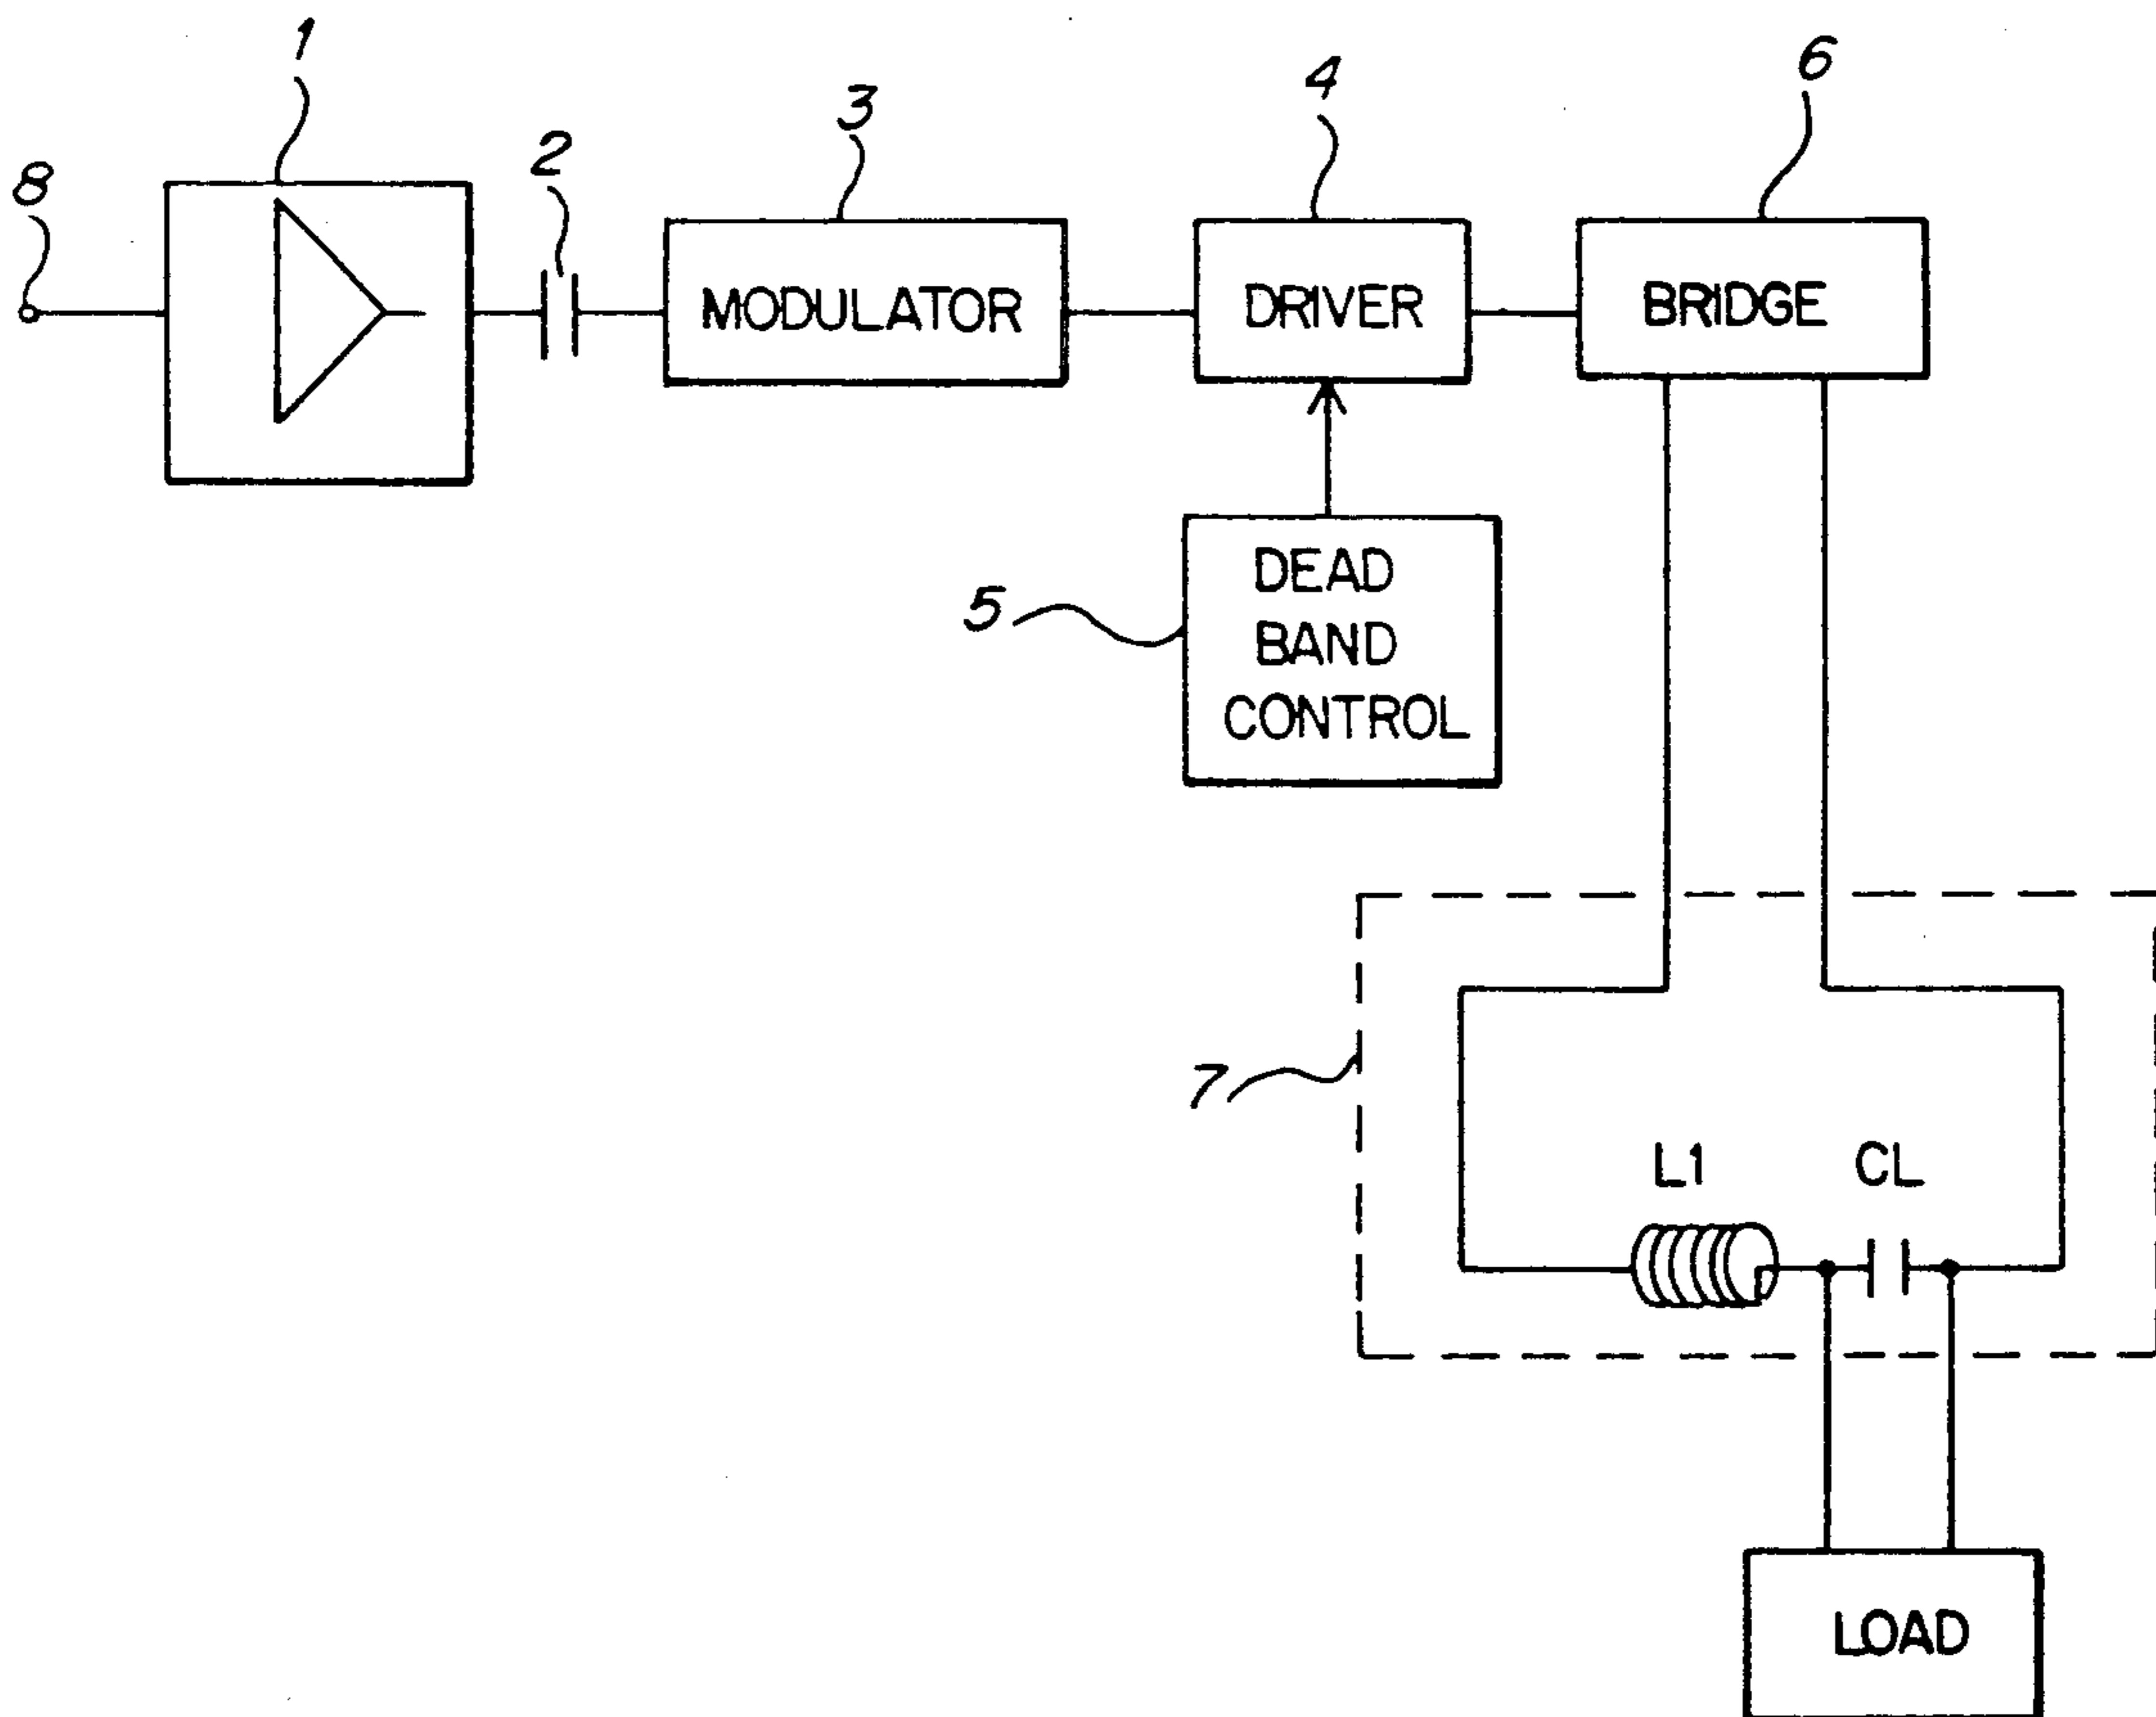 1
2
3
4
6
8
MODULATOR
DRIVER
BRIDGE
5
DEAD
BAND
CONTROL
7
L1
CL
LOAD